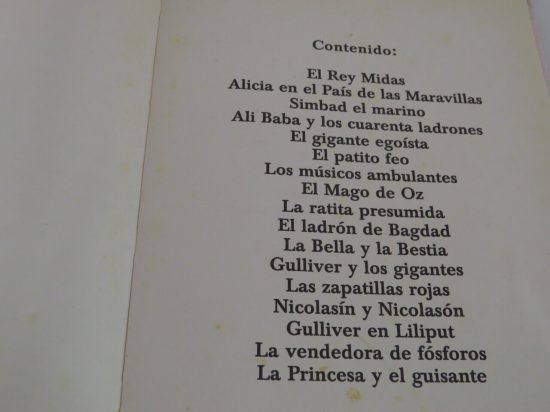 Contenido:
El Rey Midas
Alicia en el País de las Maravillas
Simbad el marino
Ali Baba y los cuarenta ladrones
El gigante egoísta
El patito feo
Los músicos ambulantes
El Mago de Oz
La ratita presumida
El ladrón de Bagdad
La Bella y la Bestia
Gulliver y los gigantes
Las zapatillas rojas
Nicolasín y Nicolasón
Gulliver en Liliput
La vendedora de fósforos
La Princesa y el guisante